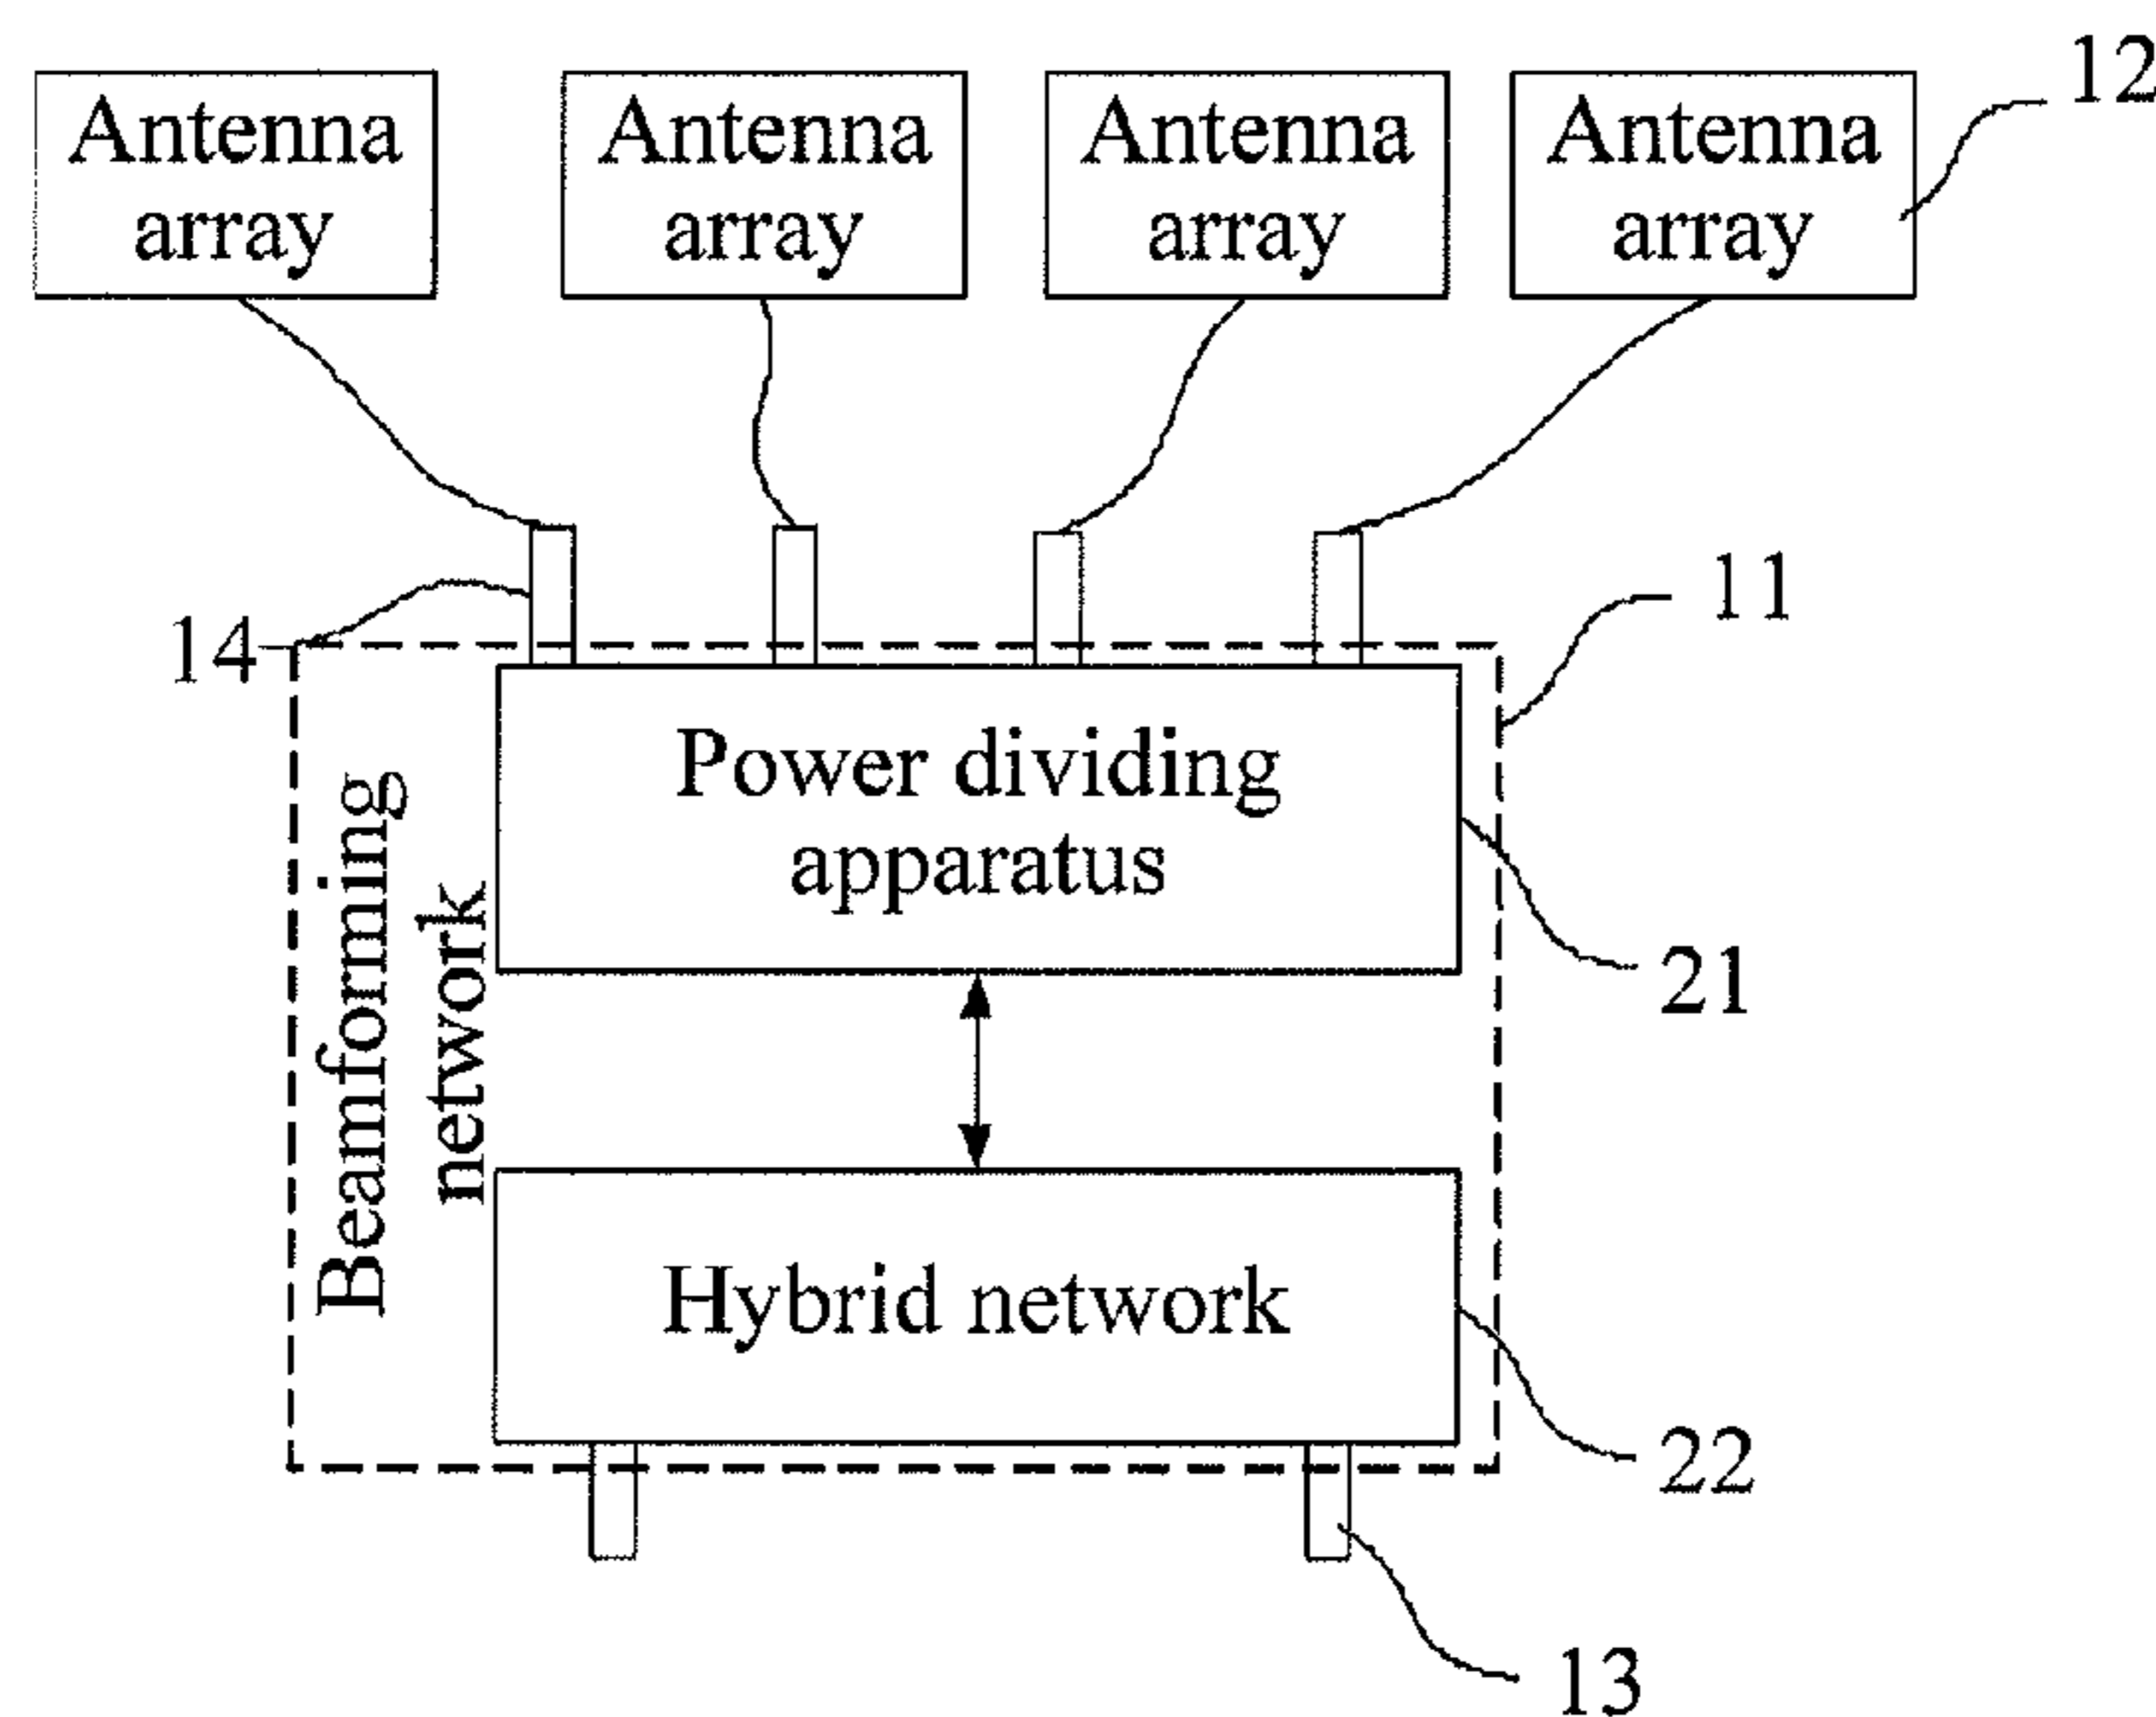 Antenna
array
Antenna
array
Antenna
array
Antenna
array
12
11
14
Power dividing
apparatus
21
Beamforming
network
Hybrid network
22
13